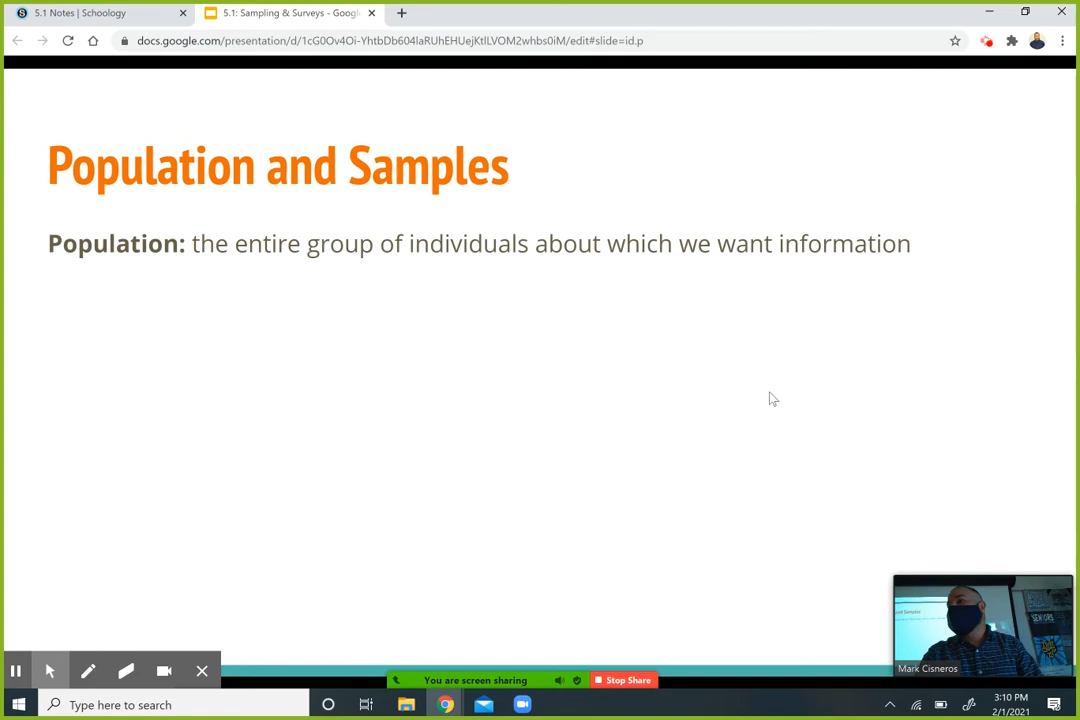 5.1 Notes | Schoology
5.1: Sampling & Surveys - Googl
docs.google.com/presentation/d/1cG0Ov4Oi-YhtbDb604laRUhEHUejKtlLVOM2whbs0iM/edit#slide=id.p
Population and Samples
Population: the entire group of individuals about which we want information
SENIORS
Mark Cisneros
You are screen sharing
Stop Share
Type here to search
3:10 PM
2/1/2021